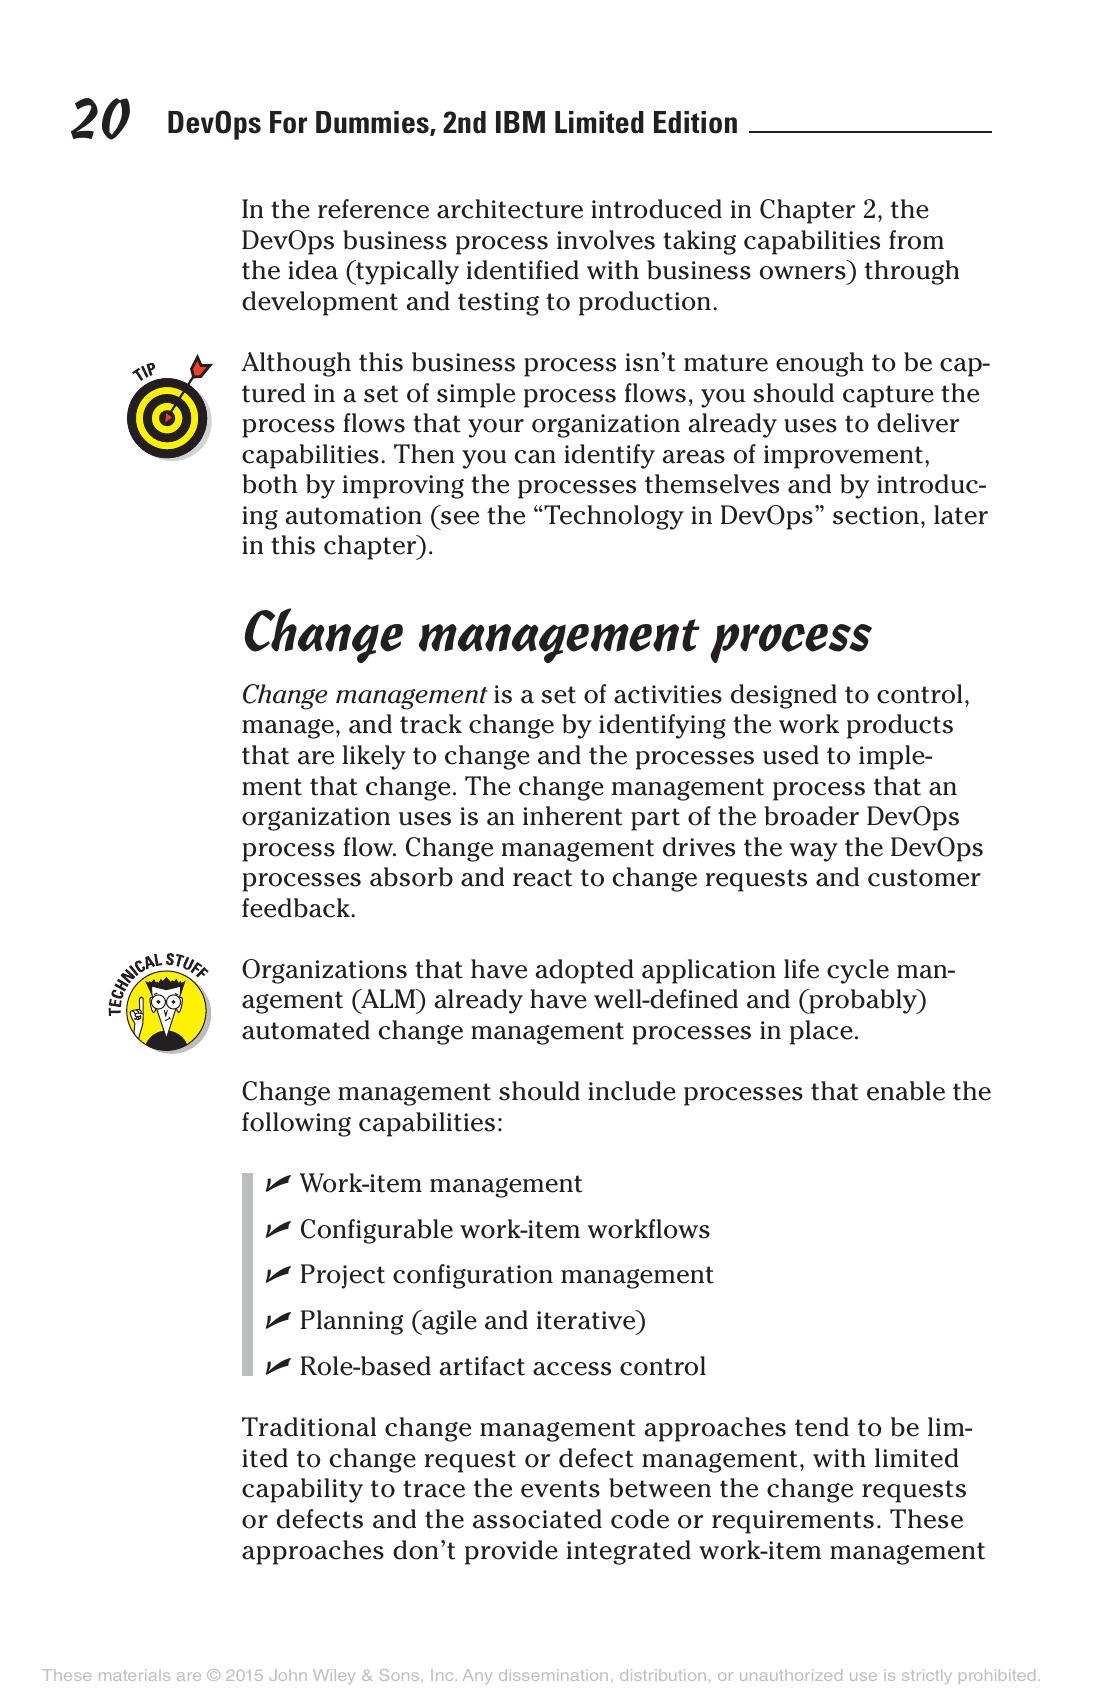 20 DevOps For Dummies, 2nd IBM Limited Edition
In the reference architecture introduced in Chapter 2, the
DevOps business process involves taking capabilities from
the idea (typically identified with business owners) through
development and testing to production.
TIP
Although this business process isn’t mature enough to be cap-
tured in a set of simple process flows, you should capture the
process flows that your organization already uses to deliver
capabilities. Then you can identify areas of improvement,
both by improving the processes themselves and by introduc-
ing automation (see the “Technology in DevOps” section, later
in this chapter).
Change management process
Change management is a set of activities designed to control,
manage, and track change by identifying the work products
that are likely to change and the processes used to imple-
ment that change. The change management process that an
organization uses is an inherent part of the broader DevOps
process flow. Change management drives the way the DevOps
processes absorb and react to change requests and customer
feedback.
TECHNICAL STUFF
Organizations that have adopted application life cycle man-
agement (ALM) already have well-defined and (probably)
automated change management processes in place.
Change management should include processes that enable the
following capabilities:
✓ Work-item management
✓ Configurable work-item workflows
✓ Project configuration management
✓ Planning (agile and iterative)
✓ Role-based artifact access control
Traditional change management approaches tend to be lim-
ited to change request or defect management, with limited
capability to trace the events between the change requests
or defects and the associated code or requirements. These
approaches don’t provide integrated work-item management
These materials are © 2015 John Wiley & Sons, Inc. Any dissemination, distribution, or unauthorized use is strictly prohibited.